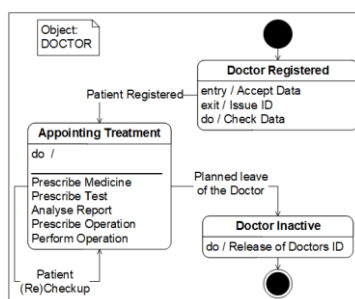 Object:
DOCTOR
Doctor Registered
entry / Accept Data
exit / Issue ID
do / Check Data
Patient Registered
Appointing Treatment
do /
Prescribe Medicine
Prescribe Test
Analyse Report
Prescribe Operation
Perform Operation
Planned leave
of the Doctor
Doctor Inactive
do / Release of Doctors ID
Patient
(Re)Checkup